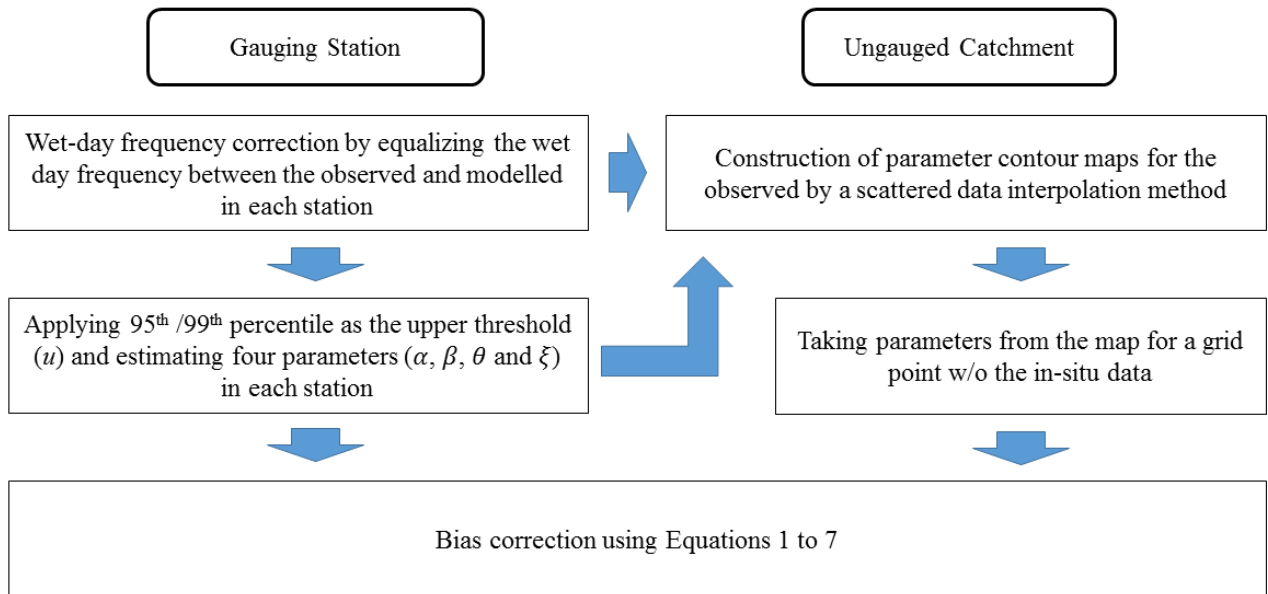 Gauging Station
Ungauged Catchment
Wet-day frequency correction by equalizing the wet
day frequency between the observed and modelled
in each station
Construction of parameter contour maps for the
observed by a scattered data interpolation method
Applying 95th /99th percentile as the upper threshold
(u) and estimating four parameters (α, β, θ and ξ)
in each station
Taking parameters from the map for a grid
point w/o the in-situ data
Bias correction using Equations 1 to 7